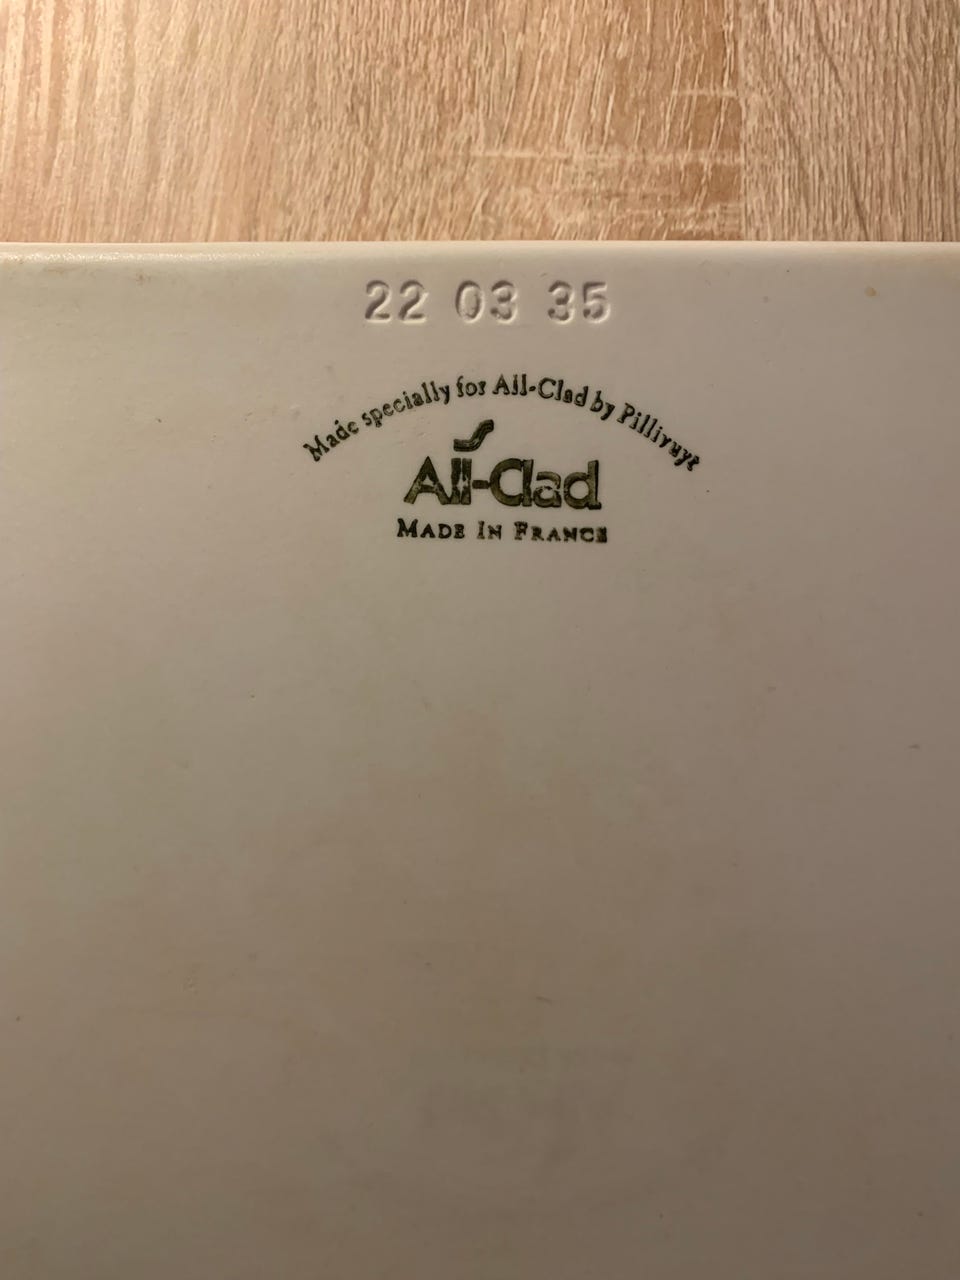 22 03 35
Made specially for All-Clad by Pillivuyt
All-Clad
MADE IN FRANCE